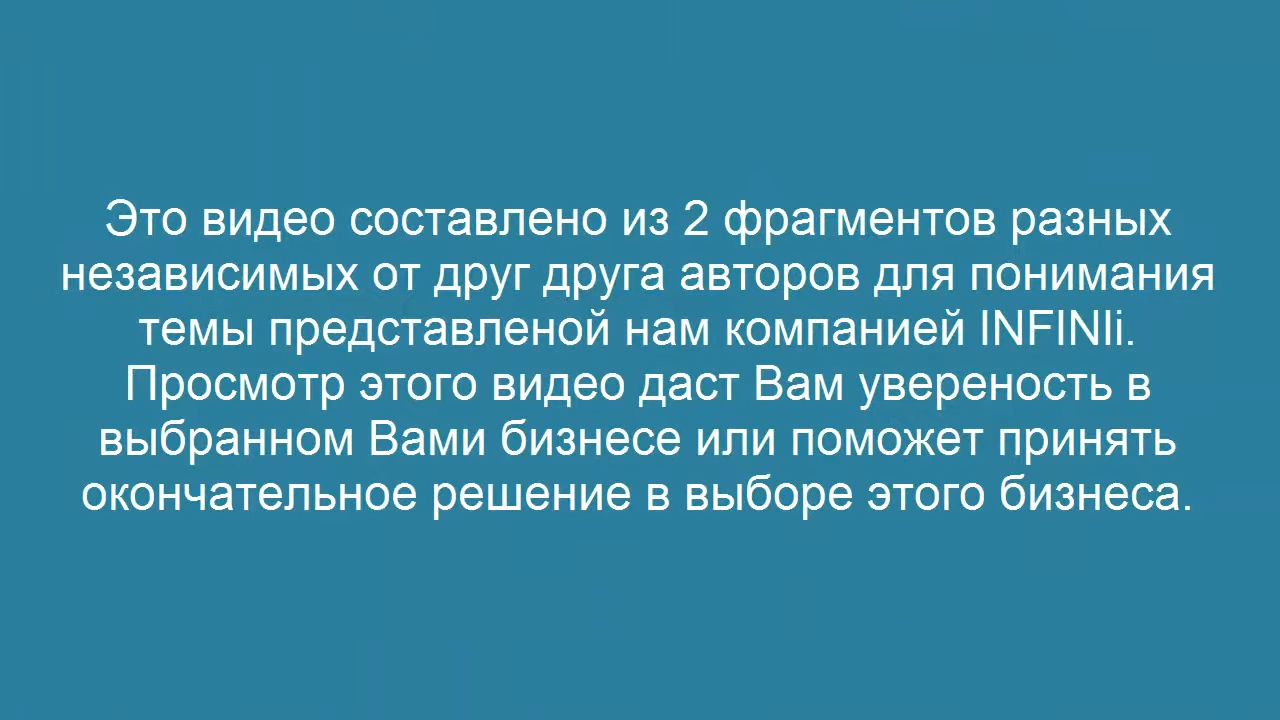 Это видео составлено из 2 фрагментов разных
независимых от друг друга авторов для понимания
темы представленой нам компанией INFINIi.
Просмотр этого видео даст Вам увереность в
выбранном Вами бизнесе или поможет принять
окончательное решение в выборе этого бизнеса.